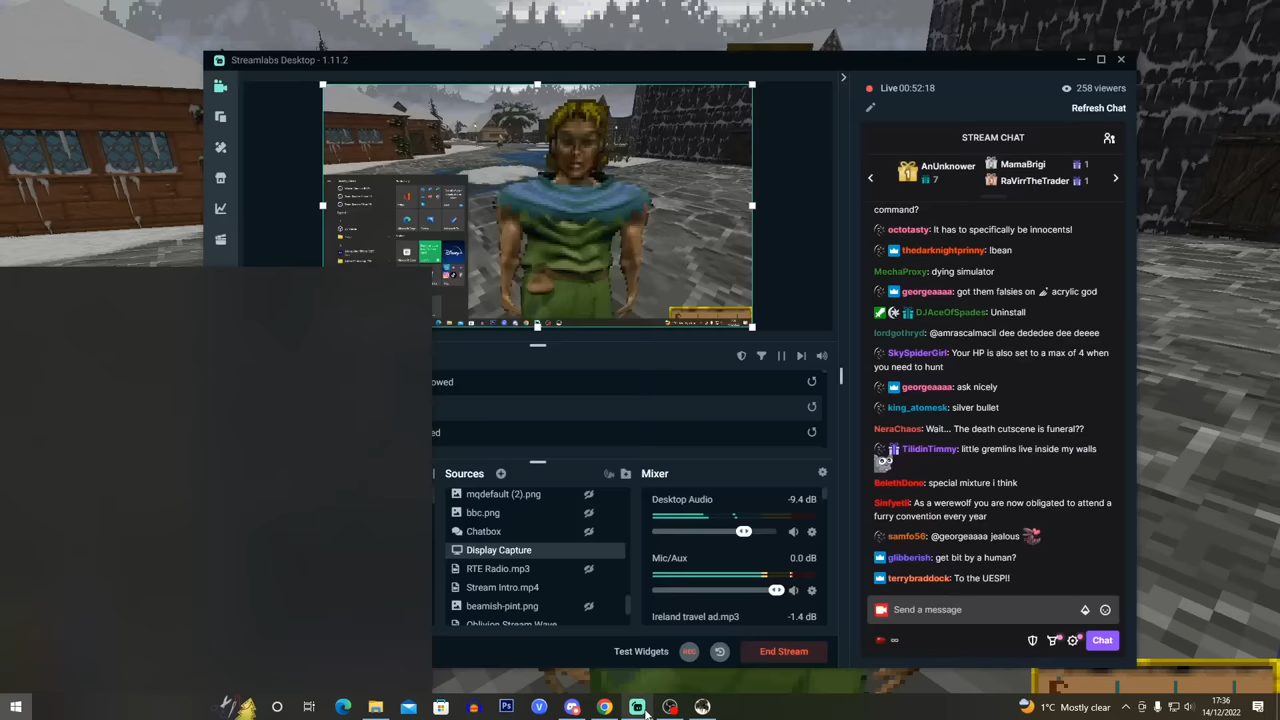 Streamlabs Desktop - 1.11.2
Live 00:52:18
258 viewers
Refresh Chat
STREAM CHAT
AnUnknower
7
MamaBrigi
1
RaVirrTheTrader
1
command?
octotasty: It has to specifically be innocents!
thedarknightprinny: !bean
MechaProxy: dying simulator
georgeaaaa: got them falsies on 💅 acrylic god
DJAceOfSpades: Uninstall
lordgothryd: @amrascalmacil dee dededee dee deeee
SkySpiderGirl: Your HP is also set to a max of 4 when
you need to hunt
georgeaaaa: ask nicely
king_atomesk: silver bullet
NeraChaos: Wait... The death cutscene is funeral??
TilidinTimmy: little gremlins live inside my walls
BelethDono: special mixture i think
Sinfyetii: As a werewolf you are now obligated to attend a
furry convention every year
samfo56: @georgeaaaa jealous
glibberish: get bit by a human?
terrybraddock: To the UESP!!
Send a message
∞
Chat
owed
ed
Sources
mqdefault (2).png
bbc.png
Chatbox
Display Capture
RTE Radio.mp3
Stream Intro.mp4
beamish-pint.png
Oblivion Stream Wave
Mixer
Desktop Audio
-9.4 dB
Mic/Aux
0.0 dB
Ireland travel ad.mp3
-1.4 dB
Test Widgets
REC
End Stream
Ps
V
1°C Mostly clear
17:36
14/12/2022